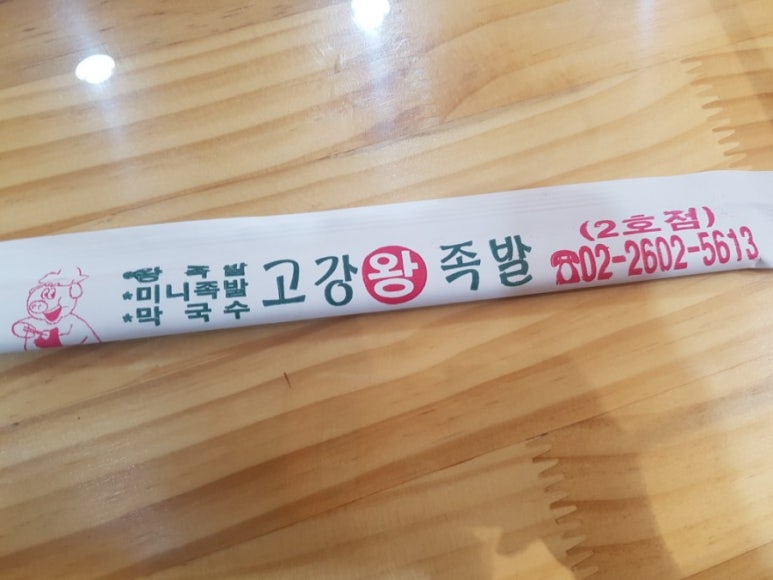 *왕족발
*미니족발
*막국수
고강왕족발
(2호점)
☎02-2602-5613